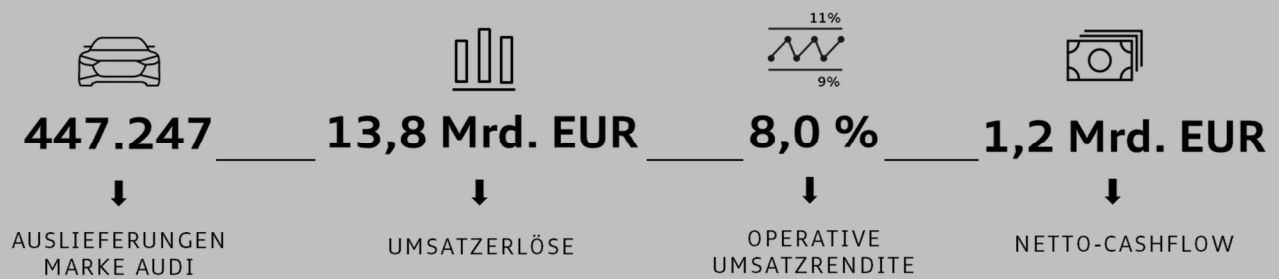 11%
9%
447.247
13,8 Mrd. EUR
8,0 %
1,2 Mrd. EUR
AUSLIEFERUNGEN
MARKE AUDI
UMSATZERLÖSE
OPERATIVE
UMSATZRENDITE
NETTO-CASHFLOW